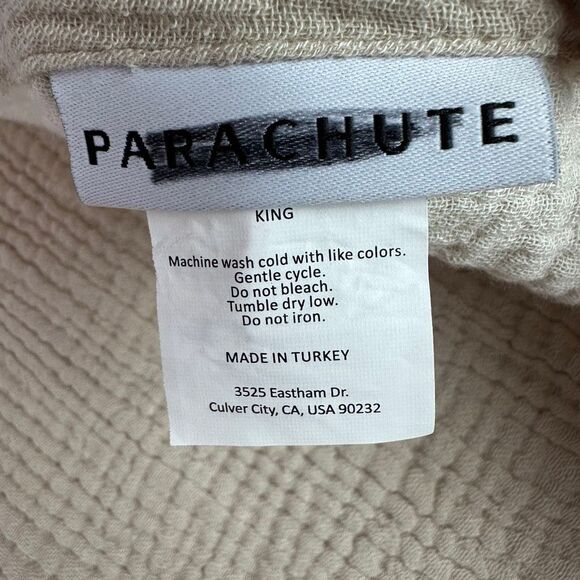 PARACHUTE
KING
Machine wash cold with like colors.
Gentle cycle.
Do not bleach.
Tumble dry low.
Do not iron.
MADE IN TURKEY
3525 Eastham Dr.
Culver City, CA, USA 90232